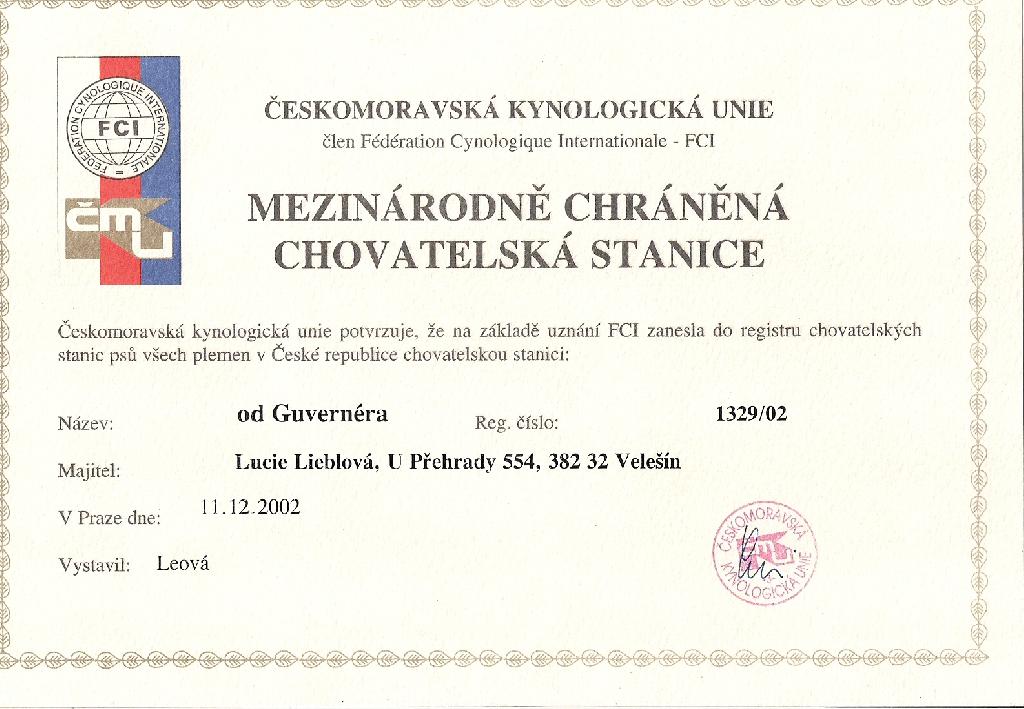 FÉDÉRATION CYNOLOGIQUE INTERNATIONALE
FCI
čmu
ČESKOMORAVSKÁ KYNOLOGICKÁ UNIE
člen Fédération Cynologique Internationale - FCI
MEZINÁRODNĚ CHRÁNĚNÁ
CHOVATELSKÁ STANICE
Českomoravská kynologická unie potvrzuje, že na základě uznání FCI zanesla do registru chovatelských
stanic psů všech plemen v České republice chovatelskou stanici:
Název: od Guvernéra Reg. číslo: 1329/02
Majitel: Lucie Lieblová, U Přehrady 554, 382 32 Velešín
V Praze dne: 11.12.2002
Vystavil: Leová
ČESKOMORAVSKÁ
KYNOLOGICKÁ UNIE